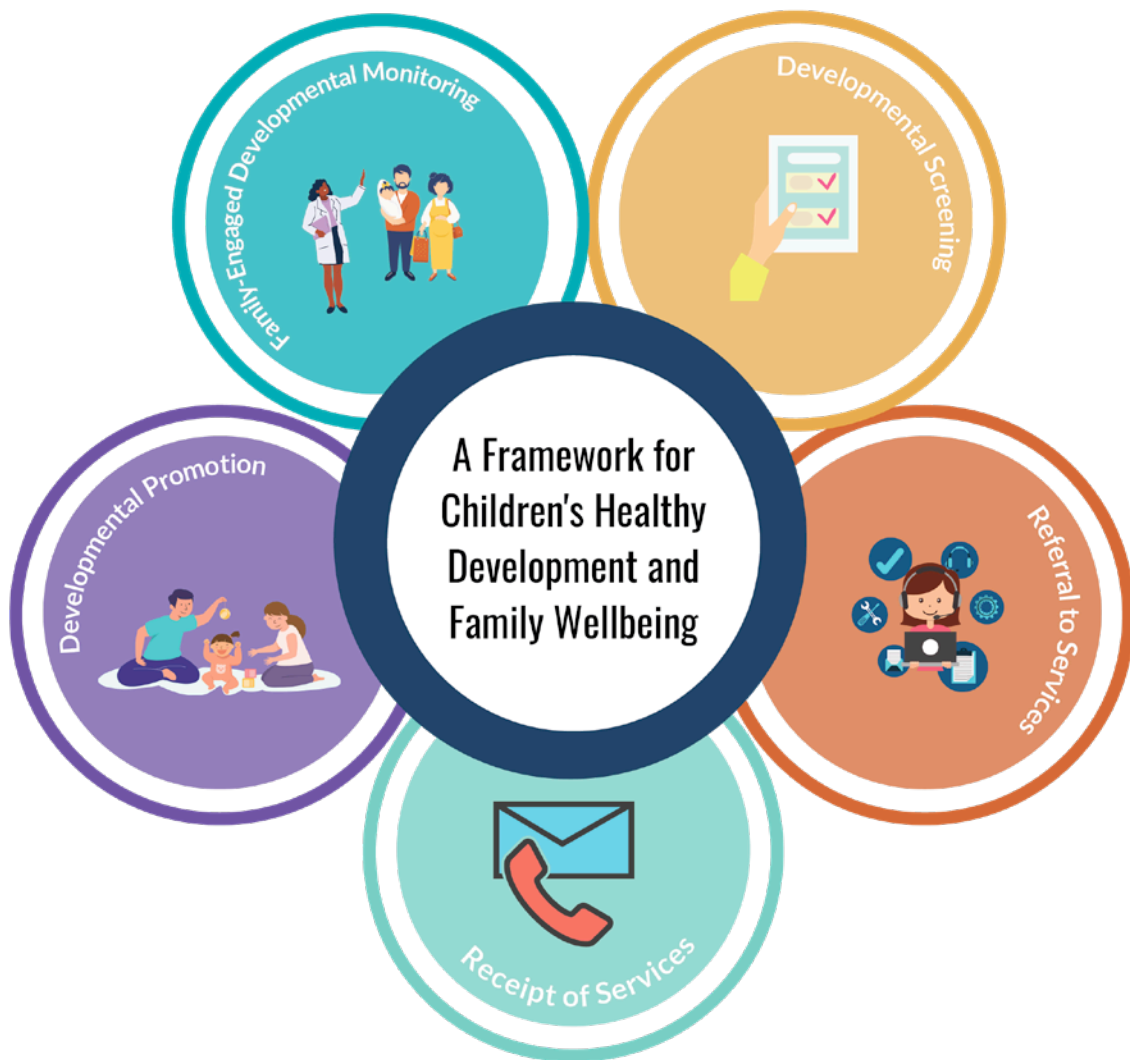 Family-Engaged Developmental Monitoring
Developmental Screening
Developmental Promotion
A Framework for
Children's Healthy
Development and
Family Wellbeing
Referral to Services
Receipt of Services